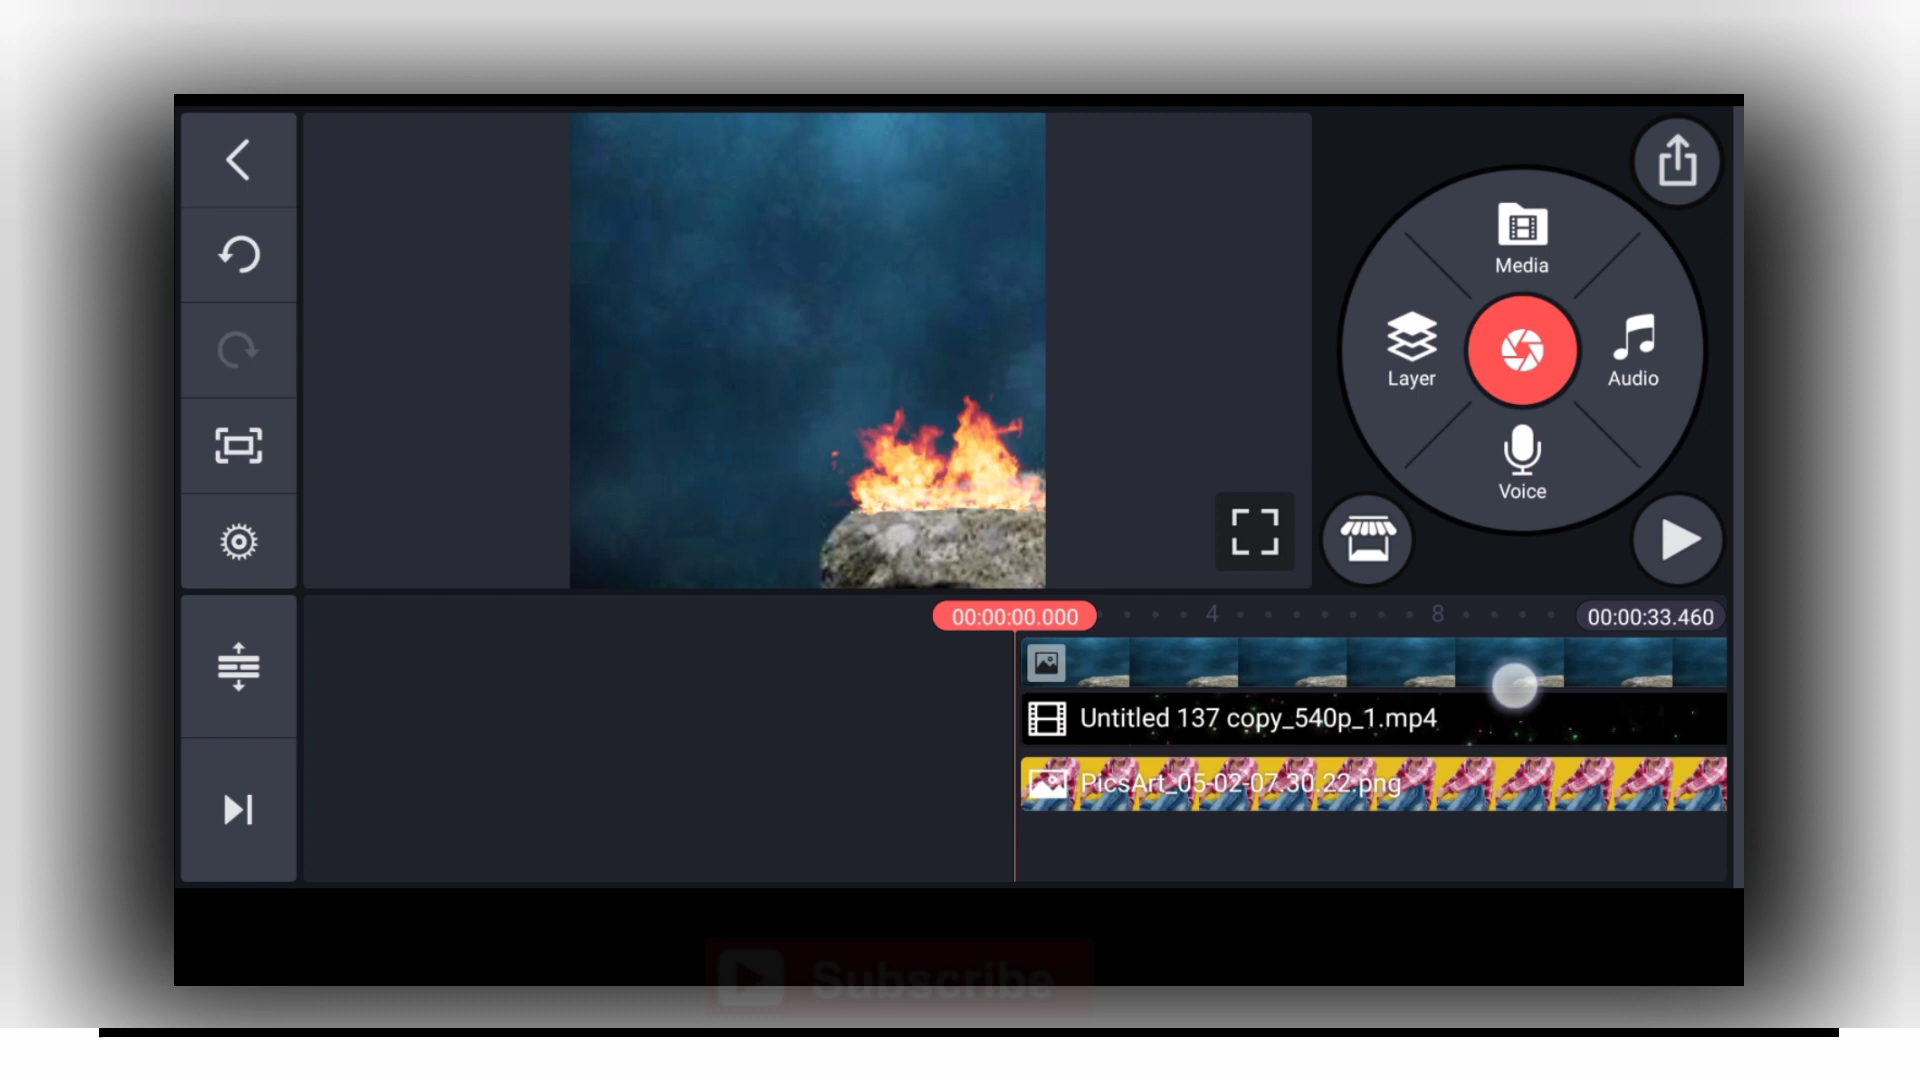 Media
Layer
Audio
Voice
00:00:00.000
4
8
00:00:33.460
Untitled 137 copy_540p_1.mp4
PicsArt_05-02-07.30.22.png
Subscribe